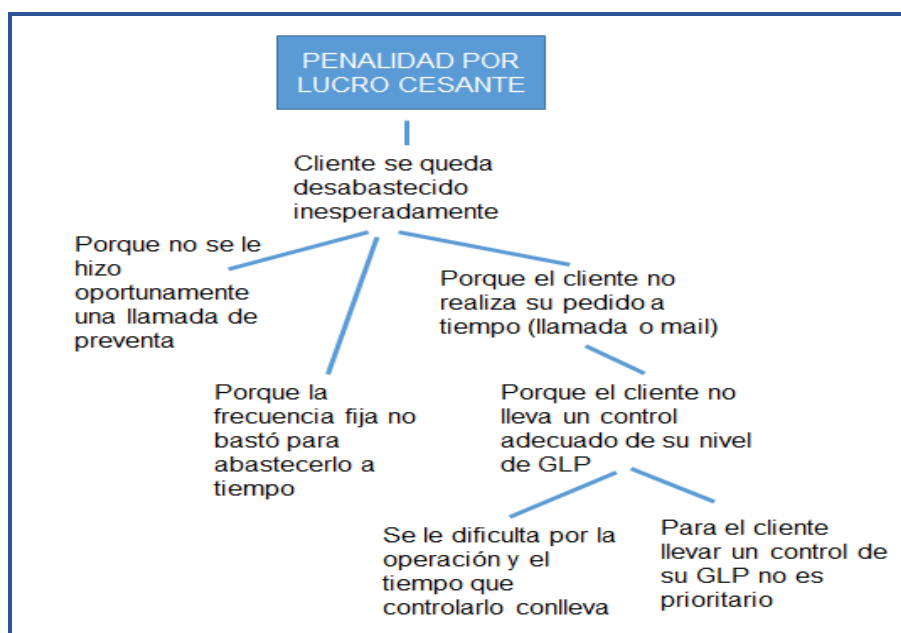 PENALIDAD POR
LUCRO CESANTE
Cliente se queda
desabastecido
inesperadamente
Porque no se le
hizo
oportunamente
una llamada de
preventa
Porque el cliente no
realiza su pedido a
tiempo (llamada o mail)
Porque la
frecuencia fija no
bastó para
abastecerlo a
tiempo
Porque el cliente no
lleva un control
adecuado de su nivel
de GLP
Se le dificulta por la
operación y el
tiempo que
controlarlo conlleva
Para el cliente
llevar un control de
su GLP no es
prioritario